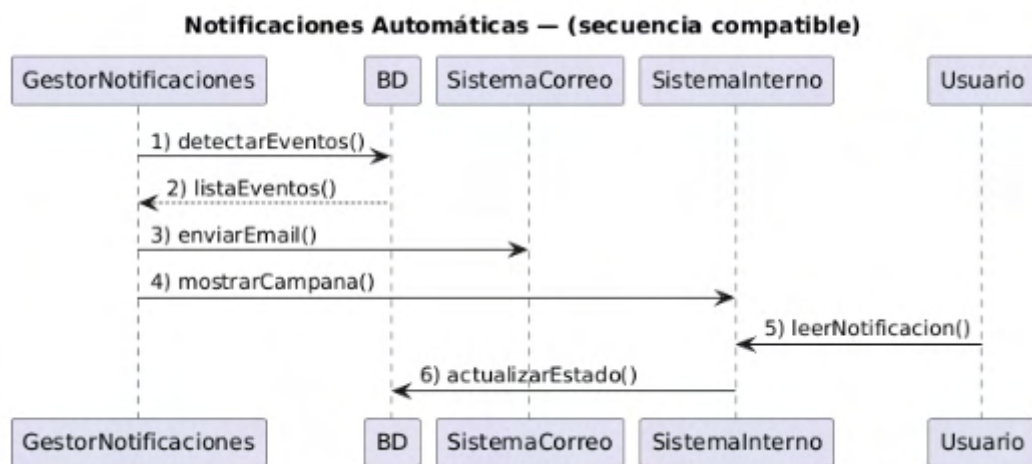 Notificaciones Automáticas — (secuencia compatible)
GestorNotificaciones BD SistemaCorreo SistemaInterno Usuario
1) detectarEventos()
2) listaEventos()
3) enviarEmail()
4) mostrarCampana()
5) leerNotificacion()
6) actualizarEstado()
GestorNotificaciones BD SistemaCorreo SistemaInterno Usuario